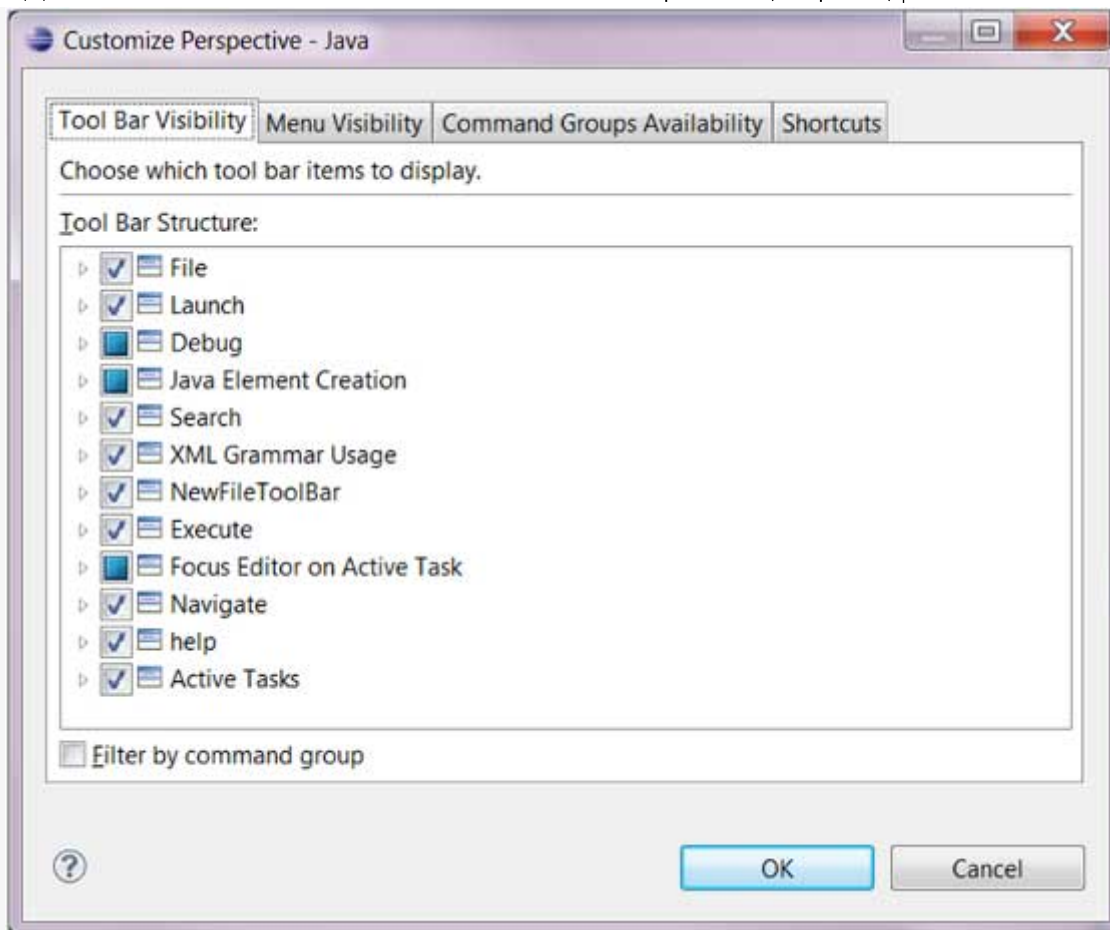 Customize Perspective - Java
Tool Bar Visibility Menu Visibility Command Groups Availability Shortcuts
Choose which tool bar items to display.
Tool Bar Structure:
File
Launch
Debug
Java Element Creation
Search
XML Grammar Usage
NewFileToolBar
Execute
Focus Editor on Active Task
Navigate
help
Active Tasks
Filter by command group
?
OK Cancel